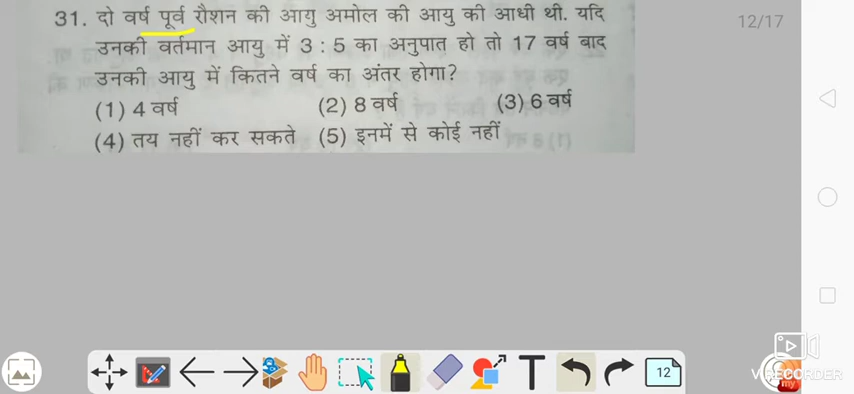 31. दो वर्ष पूर्व रौशन की आयु अमोल की आयु की आधी थी. यदि
12/17
उनकी वर्तमान आयु में 3 : 5 का अनुपात हो तो 17 वर्ष बाद
उनकी आयु में कितने वर्ष का अंतर होगा?
(1) 4 वर्ष (2) 8 वर्ष (3) 6 वर्ष
(4) तय नहीं कर सकते (5) इनमें से कोई नहीं
T 12